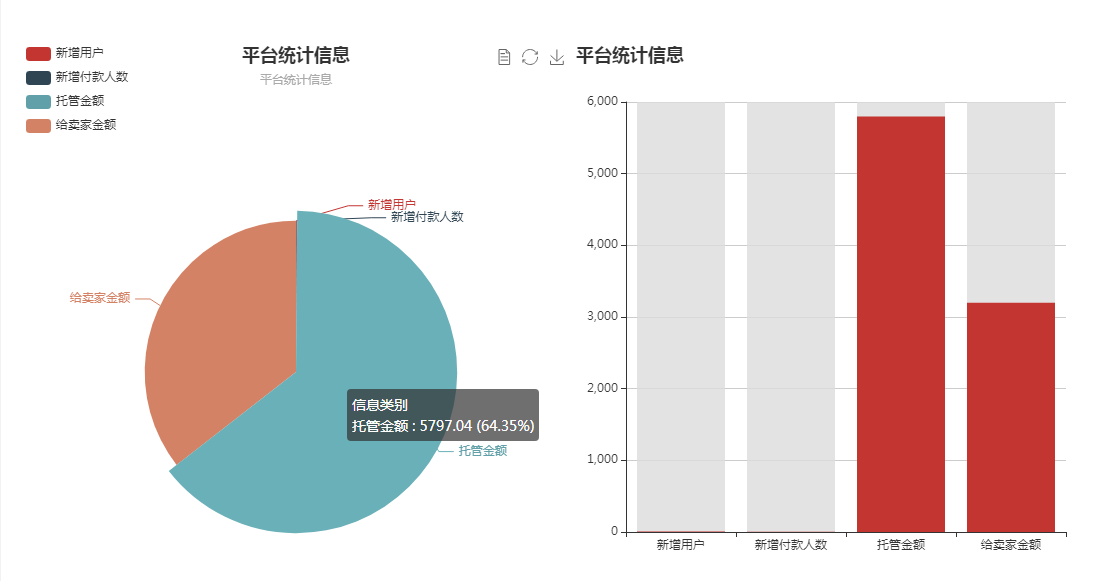 新增用户
新增付款人数
托管金额
给卖家金额
平台统计信息
平台统计信息
新增用户
新增付款人数
给卖家金额
信息类别
托管金额 : 5797.04 (64.35%)
托管金额
平台统计信息
6,000
5,000
4,000
3,000
2,000
1,000
0
新增用户
新增付款人数
托管金额
给卖家金额